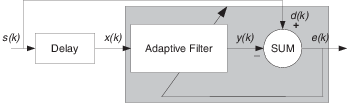 d(k)
+
s(k)
Delay
x(k)
Adaptive Filter
y(k)
–
SUM
e(k)